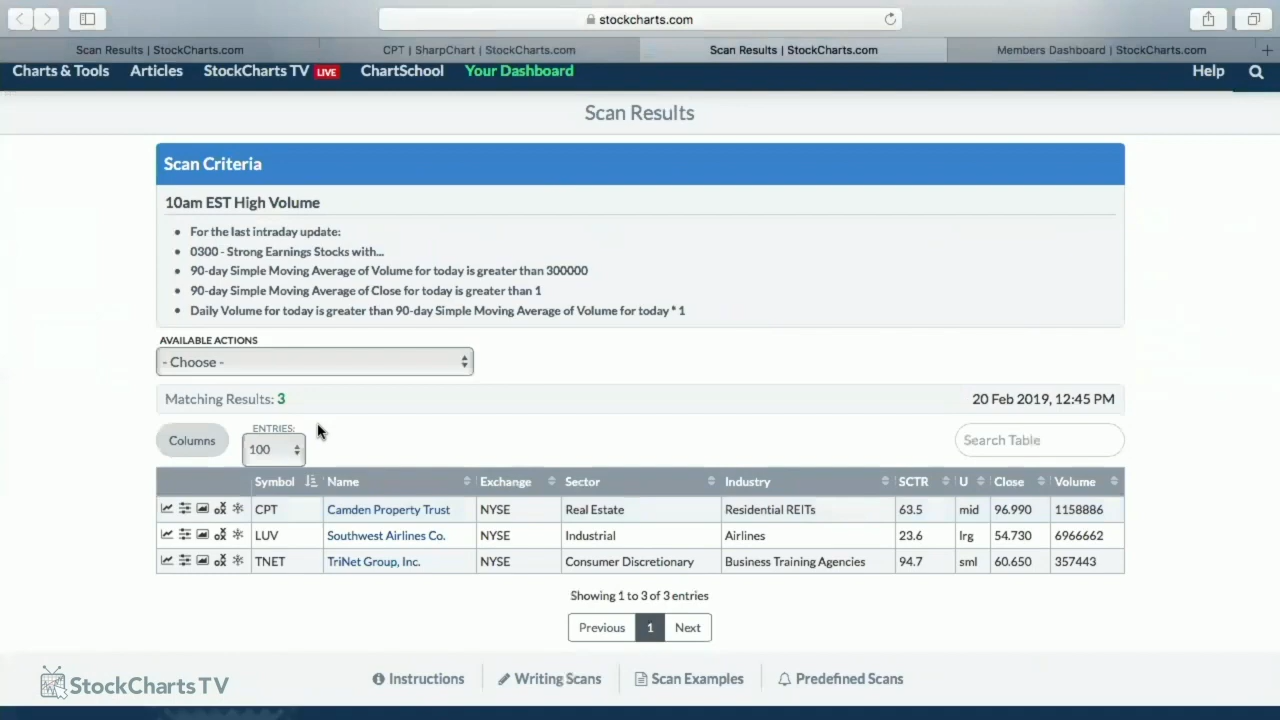 stockcharts.com
Scan Results | StockCharts.com
CPT | SharpChart | StockCharts.com
Scan Results | StockCharts.com
Members Dashboard | StockCharts.com
Charts & Tools Articles StockCharts TV LIVE ChartSchool Your Dashboard Help
Scan Results
Scan Criteria
10am EST High Volume
• For the last intraday update:
• 0300 - Strong Earnings Stocks with...
• 90-day Simple Moving Average of Volume for today is greater than 300000
• 90-day Simple Moving Average of Close for today is greater than 1
• Daily Volume for today is greater than 90-day Simple Moving Average of Volume for today * 1
AVAILABLE ACTIONS
- Choose -
Matching Results: 3 20 Feb 2019, 12:45 PM
Columns
ENTRIES:
100
Search Table
Symbol Name Exchange Sector Industry SCTR U Close Volume
CPT Camden Property Trust NYSE Real Estate Residential REITs 63.5 mid 96.990 1158886
LUV Southwest Airlines Co. NYSE Industrial Airlines 23.6 lrg 54.730 6966662
TNET TriNet Group, Inc. NYSE Consumer Discretionary Business Training Agencies 94.7 sml 60.650 357443
Showing 1 to 3 of 3 entries
Previous 1 Next
StockCharts TV
Instructions Writing Scans Scan Examples Predefined Scans